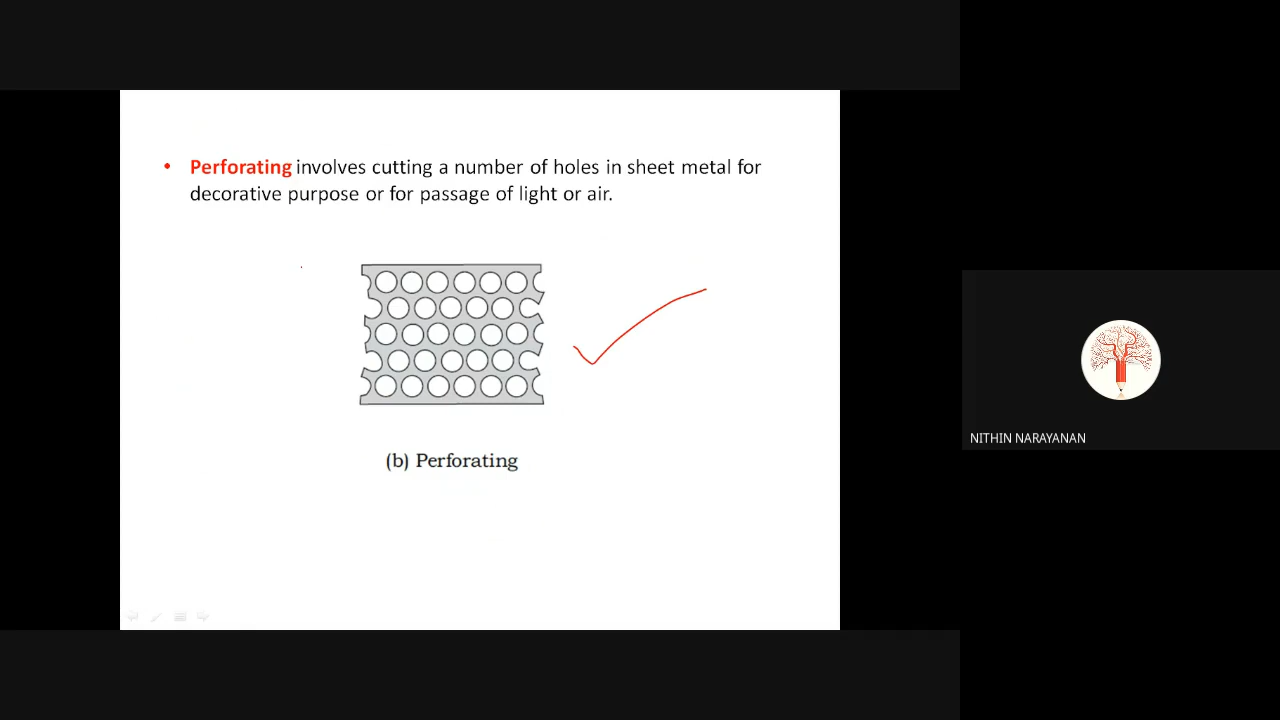 • Perforating involves cutting a number of holes in sheet metal for
decorative purpose or for passage of light or air.
(b) Perforating
NITHIN NARAYANAN